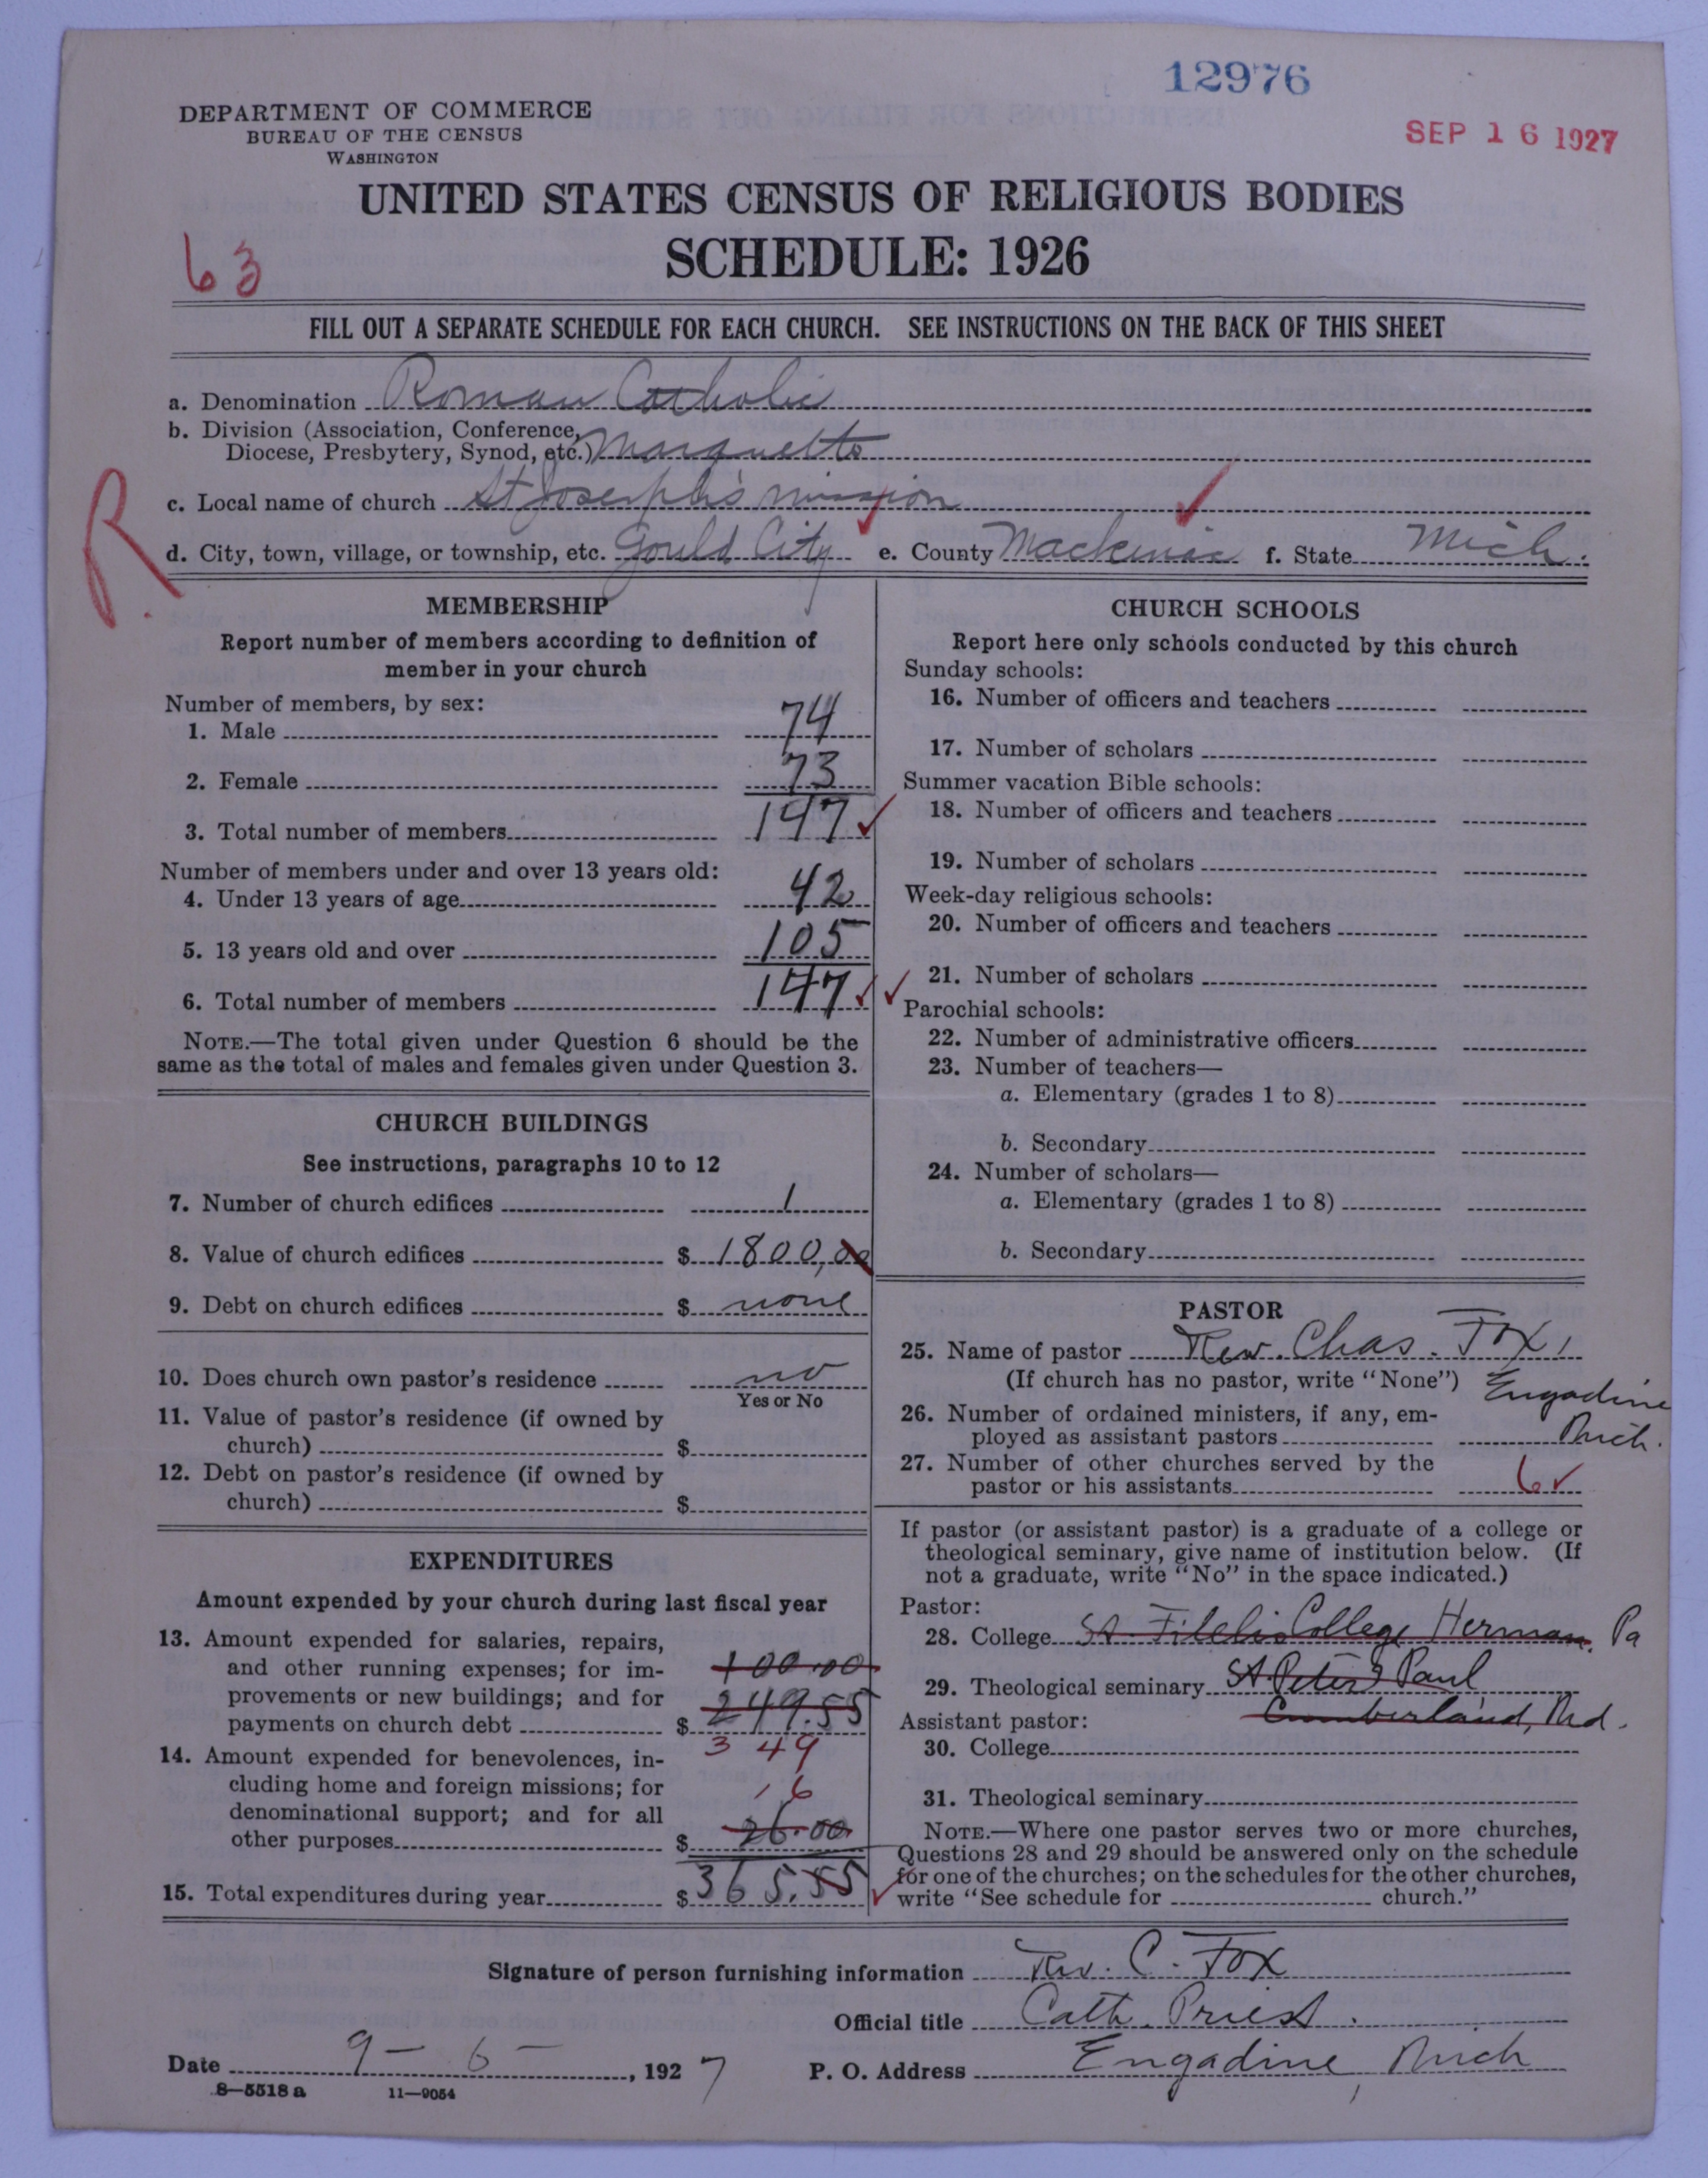 12976
DEPARTMENT OF COMMERCE
BUREAU OF THE CENSUS
WASHINGTON
SEP 16 1927
UNITED STATES CENSUS OF RELIGIOUS BODIES
SCHEDULE: 1926
63
FILL OUT A SEPARATE SCHEDULE FOR EACH CHURCH. SEE INSTRUCTIONS ON THE BACK OF THIS SHEET
a. Denomination Roman Catholic
b. Division (Association, Conference,
Diocese, Presbytery, Synod, etc.) Marquette
c. Local name of church St Joseph's mission
d. City, town, village, or township, etc. Gould City e. County Mackinac f. State Mich.
R.
MEMBERSHIP
Report number of members according to definition of
member in your church
Number of members, by sex:
1. Male 74
2. Female 73
3. Total number of members 147
Number of members under and over 13 years old:
4. Under 13 years of age 42
5. 13 years old and over 105
6. Total number of members 147
NOTE.—The total given under Question 6 should be the
same as the total of males and females given under Question 3.
CHURCH BUILDINGS
See instructions, paragraphs 10 to 12
7. Number of church edifices 1
8. Value of church edifices $ 1800,00
9. Debt on church edifices $ none
10. Does church own pastor's residence no
Yes or No
11. Value of pastor's residence (if owned by
church) $
12. Debt on pastor's residence (if owned by
church) $
EXPENDITURES
Amount expended by your church during last fiscal year
13. Amount expended for salaries, repairs,
and other running expenses; for im- 100.00
provements or new buildings; and for 249.55
payments on church debt $
349
14. Amount expended for benevolences, in-
cluding home and foreign missions; for 16
denominational support; and for all
other purposes $ 26.00
15. Total expenditures during year $ 365.55
CHURCH SCHOOLS
Report here only schools conducted by this church
Sunday schools:
16. Number of officers and teachers
17. Number of scholars
Summer vacation Bible schools:
18. Number of officers and teachers
19. Number of scholars
Week-day religious schools:
20. Number of officers and teachers
21. Number of scholars
Parochial schools:
22. Number of administrative officers
23. Number of teachers—
a. Elementary (grades 1 to 8)
b. Secondary
24. Number of scholars—
a. Elementary (grades 1 to 8)
b. Secondary
PASTOR
25. Name of pastor Rev. Chas. Fox,
(If church has no pastor, write "None") Engadine
26. Number of ordained ministers, if any, em-
ployed as assistant pastors Mich.
27. Number of other churches served by the
pastor or his assistants 6
If pastor (or assistant pastor) is a graduate of a college or
theological seminary, give name of institution below. (If
not a graduate, write "No" in the space indicated.)
Pastor:
28. College St. Fidelis College Herman. Pa
29. Theological seminary St Peter & Paul
Assistant pastor: Cumberland, Md.
30. College
31. Theological seminary
NOTE.—Where one pastor serves two or more churches,
Questions 28 and 29 should be answered only on the schedule
for one of the churches; on the schedules for the other churches,
write "See schedule for church."
Signature of person furnishing information Rev. C. Fox
Official title Cath. Priest.
Date 9-6-, 1927 P. O. Address Engadine, Mich
8—5518 a 11—9054